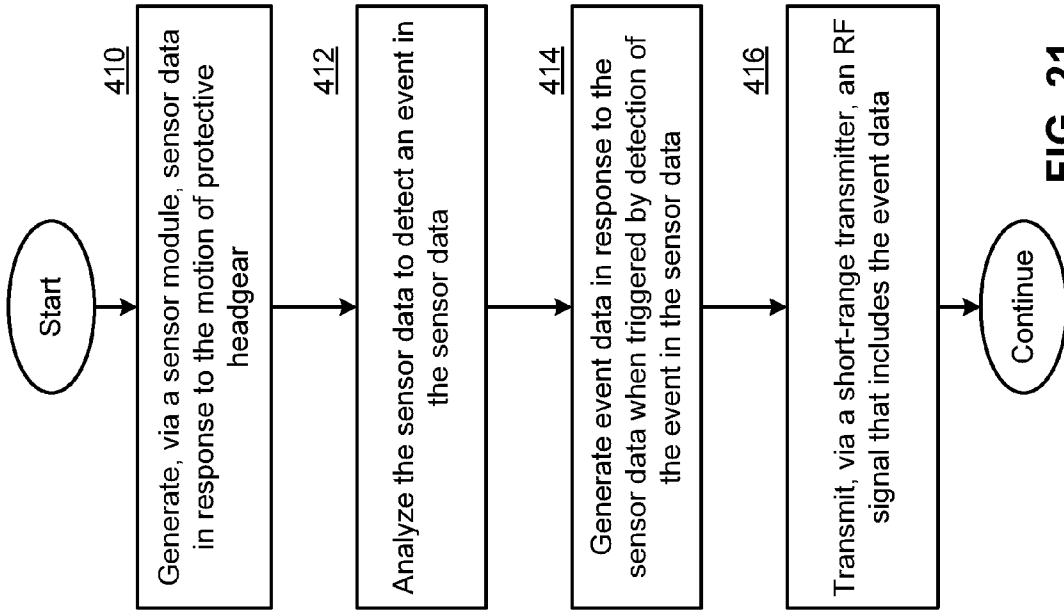 Start
410
Generate, via a sensor module, sensor data
in response to the motion of protective
headgear
412
Analyze the sensor data to detect an event in
the sensor data
414
Generate event data in response to the
sensor data when triggered by detection of
the event in the sensor data
416
Transmit, via a short-range transmitter, an RF
signal that includes the event data
Continue
FIG. 21